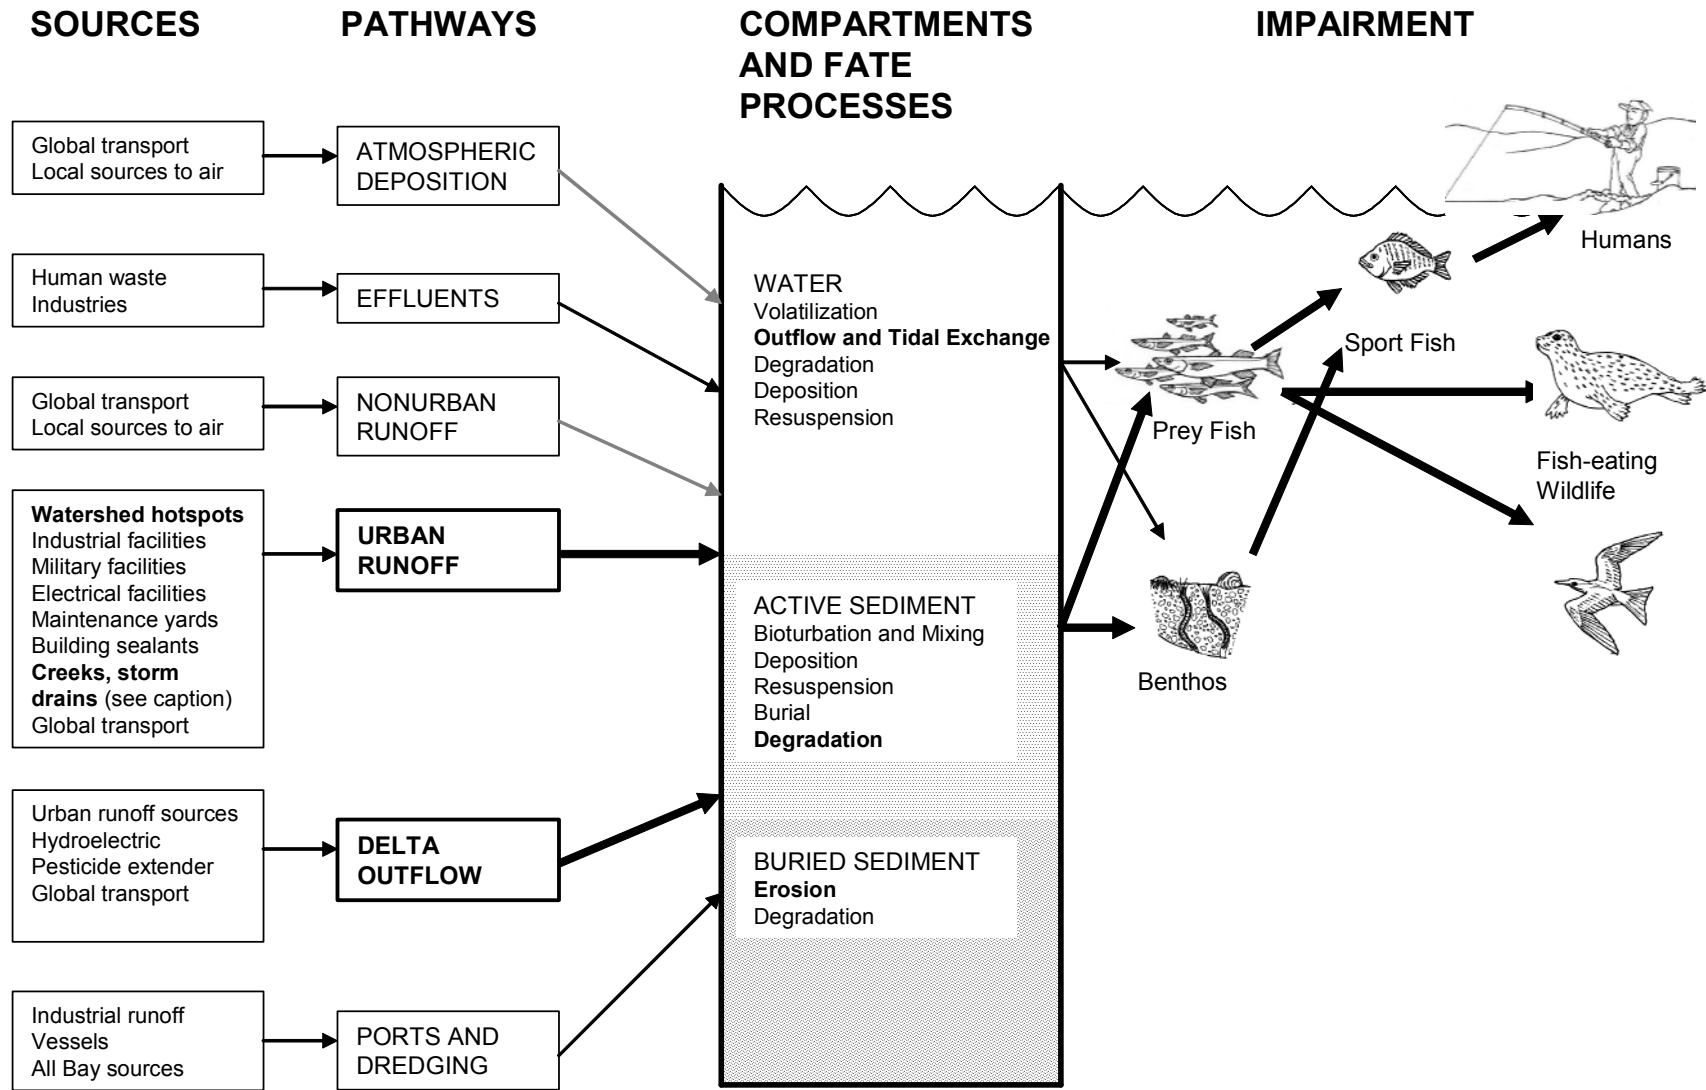 SOURCES
PATHWAYS
COMPARTMENTS
AND FATE
PROCESSES
IMPAIRMENT
Global transport
Local sources to air
ATMOSPHERIC
DEPOSITION
Human waste
Industries
EFFLUENTS
Global transport
Local sources to air
NONURBAN
RUNOFF
Watershed hotspots
Industrial facilities
Military facilities
Electrical facilities
Maintenance yards
Building sealants
Creeks, storm
drains (see caption)
Global transport
URBAN
RUNOFF
Urban runoff sources
Hydroelectric
Pesticide extender
Global transport
DELTA
OUTFLOW
Industrial runoff
Vessels
All Bay sources
PORTS AND
DREDGING
WATER
Volatilization
Outflow and Tidal Exchange
Degradation
Deposition
Resuspension
ACTIVE SEDIMENT
Bioturbation and Mixing
Deposition
Resuspension
Burial
Degradation
BURIED SEDIMENT
Erosion
Degradation
Humans
Sport Fish
Prey Fish
Fish-eating
Wildlife
Benthos